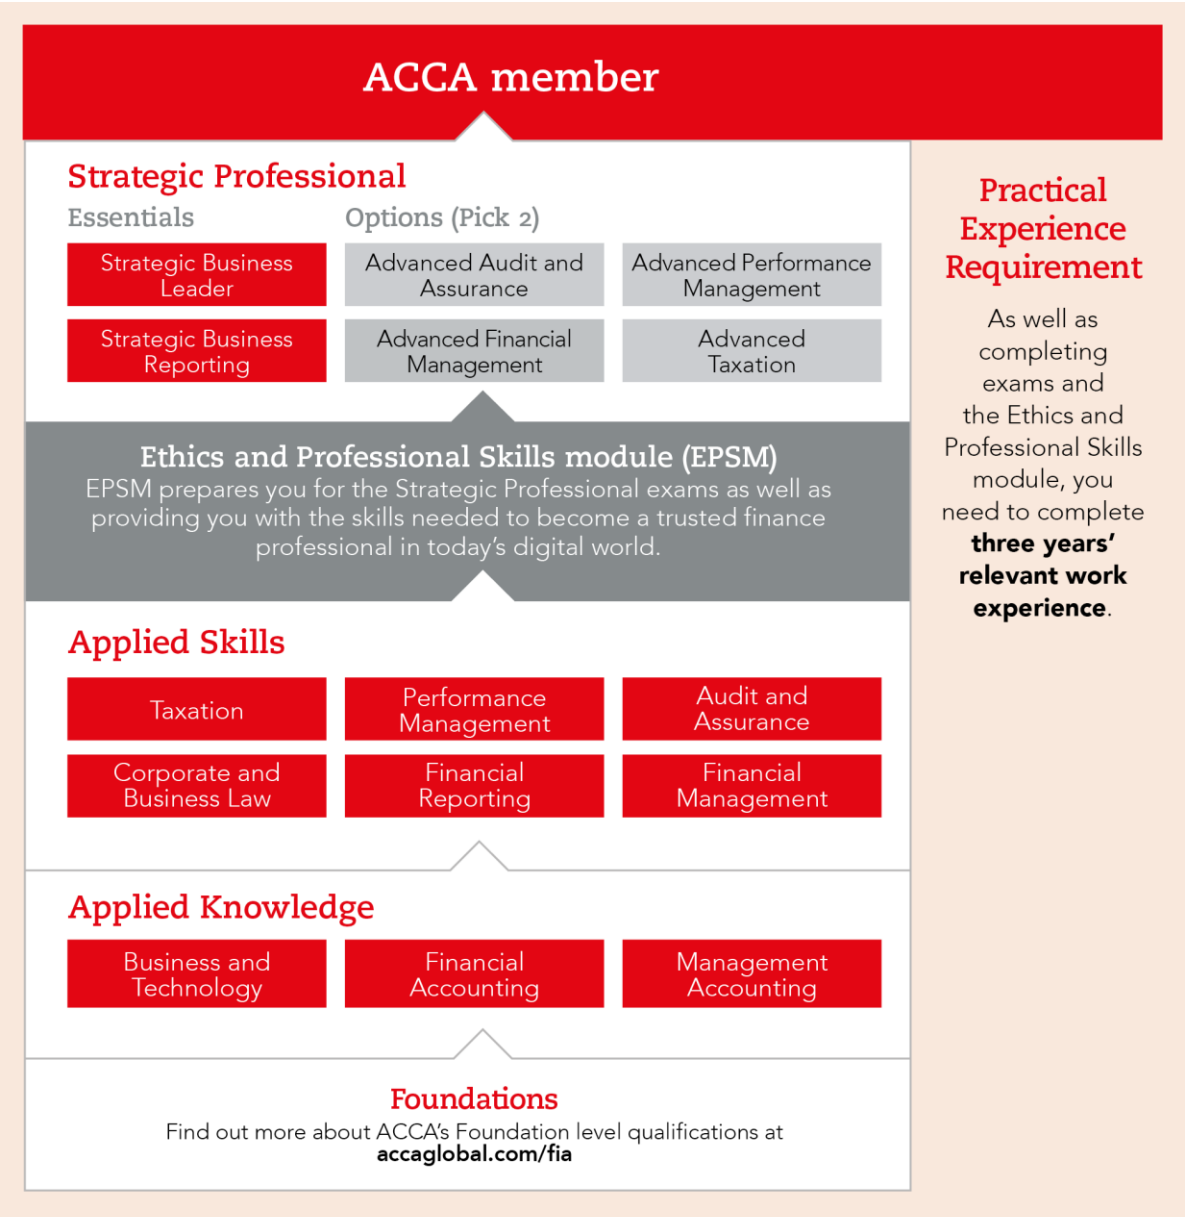 ACCA member
Strategic Professional
Essentials
Options (Pick 2)
Strategic Business
Leader
Advanced Audit and
Assurance
Advanced Performance
Management
Strategic Business
Reporting
Advanced Financial
Management
Advanced
Taxation
Ethics and Professional Skills module (EPSM)
EPSM prepares you for the Strategic Professional exams as well as
providing you with the skills needed to become a trusted finance
professional in today's digital world.
Applied Skills
Taxation
Performance
Management
Audit and
Assurance
Corporate and
Business Law
Financial
Reporting
Financial
Management
Applied Knowledge
Business and
Technology
Financial
Accounting
Management
Accounting
Foundations
Find out more about ACCA's Foundation level qualifications at
accaglobal.com/fia
Practical
Experience
Requirement
As well as
completing
exams and
the Ethics and
Professional Skills
module, you
need to complete
three years'
relevant work
experience.